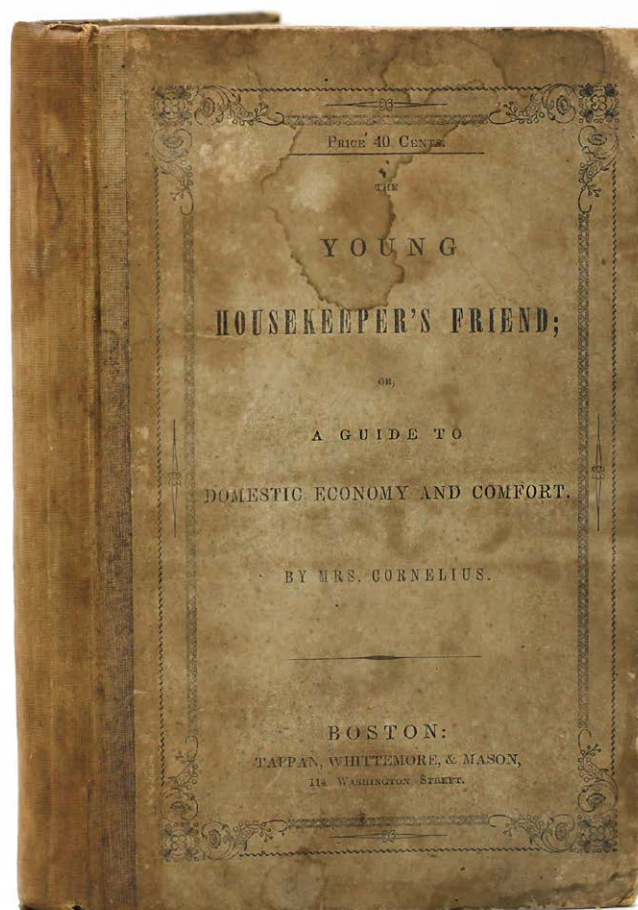 PRICE 40 CENTS.
THE
YOUNG
HOUSEKEEPER'S FRIEND;
OR,
A GUIDE TO
DOMESTIC ECONOMY AND COMFORT.
BY MRS. CORNELIUS.
BOSTON:
TAPPAN, WHITTEMORE, & MASON,
114 WASHINGTON STREET.